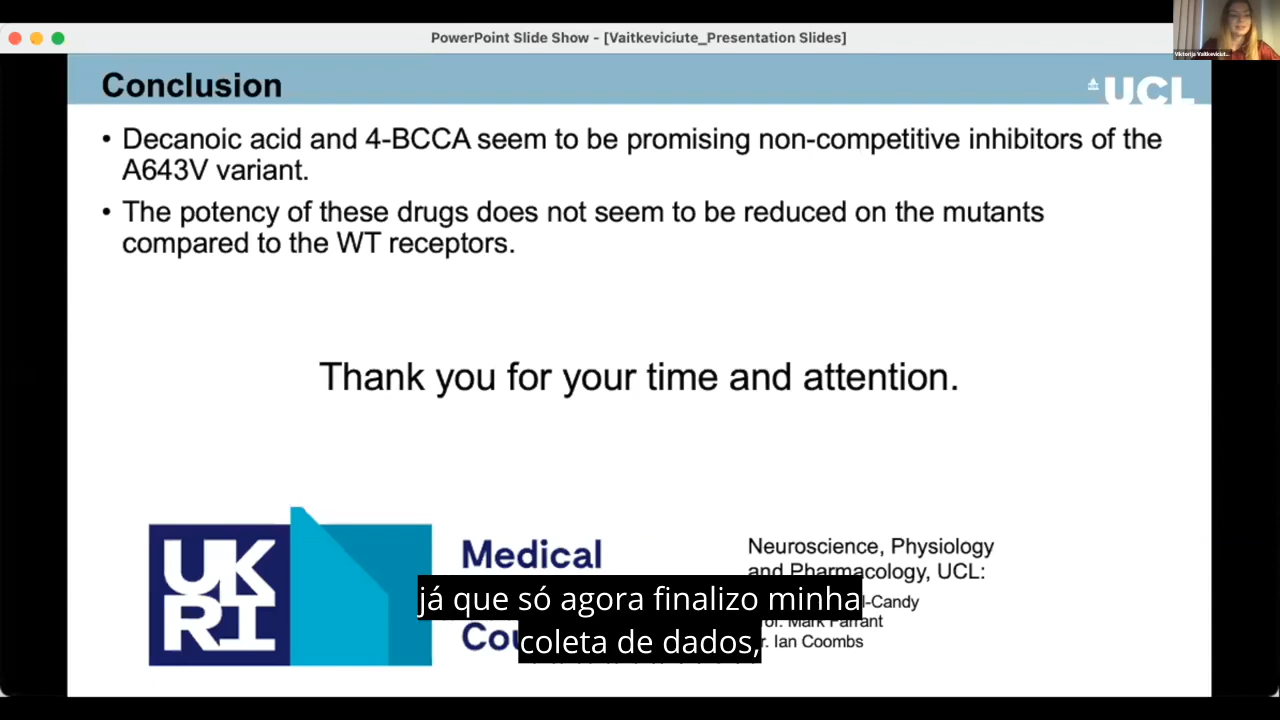 PowerPoint Slide Show - [Vaitkeviciute_Presentation Slides]
Conclusion
UCL
• Decanoic acid and 4-BCCA seem to be promising non-competitive inhibitors of the
A643V variant.
• The potency of these drugs does not seem to be reduced on the mutants
compared to the WT receptors.
Thank you for your time and attention.
UK
RI
Medical
Neuroscience, Physiology
and Pharmacology, UCL:
-Candy
Mark Farrant
Ian Coombs
já que só agora finalizo minha
coleta de dados,